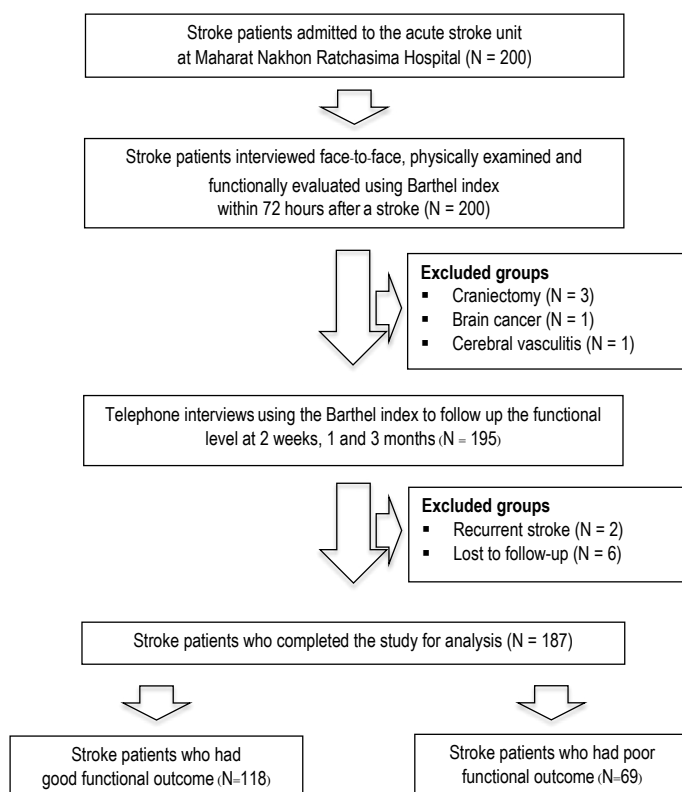 Stroke patients admitted to the acute stroke unit
at Maharat Nakhon Ratchasima Hospital (N = 200)
Stroke patients interviewed face-to-face, physically examined and
functionally evaluated using Barthel index
within 72 hours after a stroke (N = 200)
Excluded groups
▪ Craniectomy (N = 3)
▪ Brain cancer (N = 1)
▪ Cerebral vasculitis (N = 1)
Telephone interviews using the Barthel index to follow up the functional
level at 2 weeks, 1 and 3 months (N = 195)
Excluded groups
▪ Recurrent stroke (N = 2)
▪ Lost to follow-up (N = 6)
Stroke patients who completed the study for analysis (N = 187)
Stroke patients who had
good functional outcome (N=118)
Stroke patients who had poor
functional outcome (N=69)